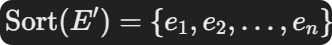 Sort(E′) = {e₁, e₂, …, eₙ}